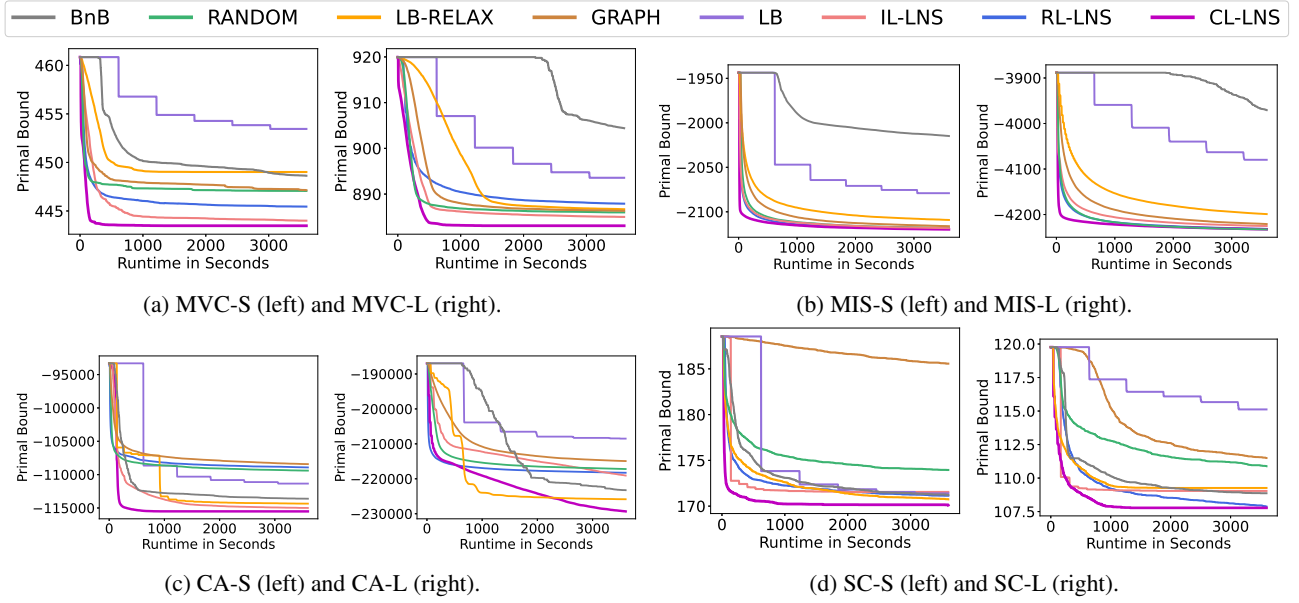 BnB RANDOM LB-RELAX GRAPH LB IL-LNS RL-LNS CL-LNS
460
455
450
445
Primal Bound
0 1000 2000 3000
Runtime in Seconds
920
910
900
890
Primal Bound
0 1000 2000 3000
Runtime in Seconds
(a) MVC-S (left) and MVC-L (right).
−1950
−2000
−2050
−2100
Primal Bound
0 1000 2000 3000
Runtime in Seconds
−3900
−4000
−4100
−4200
Primal Bound
0 1000 2000 3000
Runtime in Seconds
(b) MIS-S (left) and MIS-L (right).
−95000
−100000
−105000
−110000
−115000
Primal Bound
0 1000 2000 3000
Runtime in Seconds
−190000
−200000
−210000
−220000
−230000
Primal Bound
0 1000 2000 3000
Runtime in Seconds
(c) CA-S (left) and CA-L (right).
185
180
175
170
Primal Bound
0 1000 2000 3000
Runtime in Seconds
120.0
117.5
115.0
112.5
110.0
107.5
Primal Bound
0 1000 2000 3000
Runtime in Seconds
(d) SC-S (left) and SC-L (right).